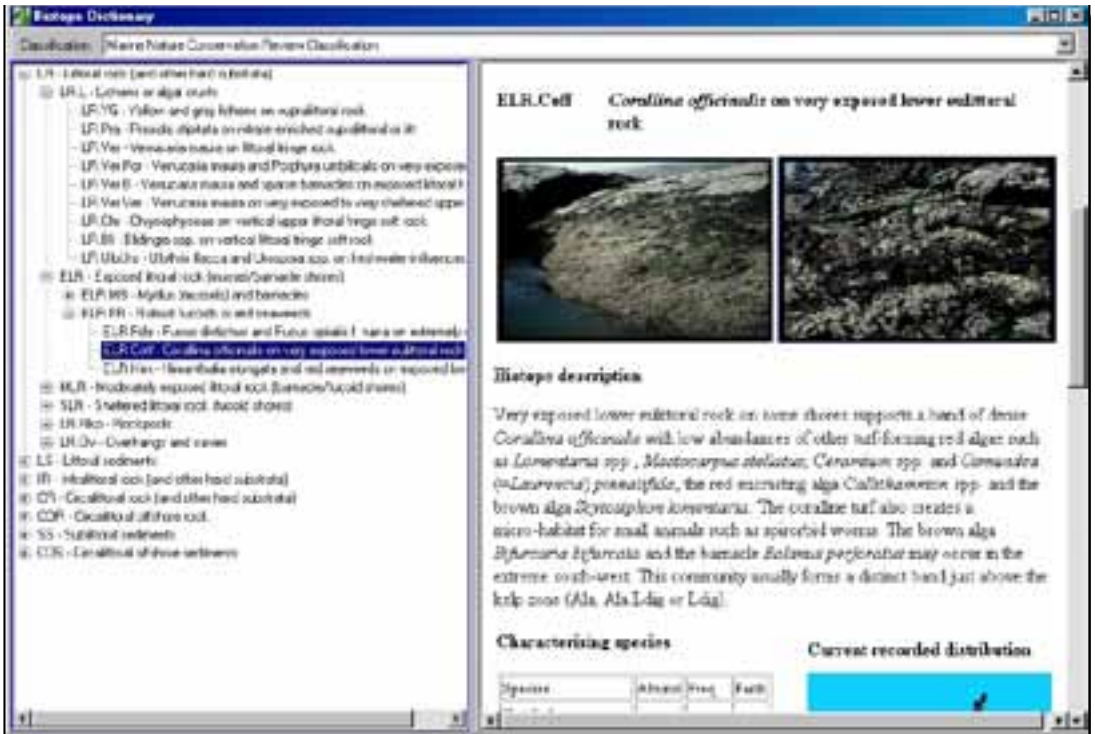 Biotope Dictionary
Classification Marine Nature Conservation Review Classification
LR - Littoral rock (and other hard substrata)
LR.L - Lichens or algal crusts
LR.YG - Yellow and grey lichens on supralittoral rock
LR.Pra - Prasiola stipitata on nitrate-enriched supralittoral or litt
LR.Ver - Verrucaria maura on littoral fringe rock
LR.Ver.Por - Verrucaria maura and Porphyra umbilicalis on very expose
LR.Ver.B - Verrucaria maura and sparse barnacles on exposed littoral f
LR.Ver.Ver - Verrucaria maura on very exposed to very sheltered upper
LR.Chr - Chrysophyceae on vertical upper littoral fringe soft rock
LR.Bli - Blidingia spp. on vertical littoral fringe soft rock
LR.UloUro - Ulothrix flacca and Urospora spp. on freshwater-influenced
ELR - Exposed littoral rock (mussel/barnacle shores)
ELR.MB - Mytilus (mussels) and barnacles
ELR.FR - Robust fucoids or red seaweeds
ELR.Fdis - Fucus distichus and Fucus spiralis f. nana on extremely
ELR.Coff - Corallina officinalis on very exposed lower eulittoral rock
ELR.Him - Himanthalia elongata and red seaweeds on exposed low
MLR - Moderately exposed littoral rock (barnacle/fucoid shores)
SLR - Sheltered littoral rock (fucoid shores)
LR.Rkp - Rockpools
LR.Ov - Overhangs and caves
LS - Littoral sediments
IR - Infralittoral rock (and other hard substrata)
CR - Circalittoral rock (and other hard substrata)
COR - Circalittoral offshore rock
SS - Sublittoral sediments
COS - Circalittoral offshore sediments
ELR.Coff Corallina officinalis on very exposed lower eulittoral
rock
Biotope description
Very exposed lower eulittoral rock on some shores supports a band of dense
Corallina officinalis with low abundances of other turf-forming red algae such
as Lomentaria spp., Mastocarpus stellatus, Ceramium spp. and Osmundea
(=Laurencia) pinnatifida, the red encrusting alga Callithamnion spp. and the
brown alga Scytosiphon lomentaria. The coralline turf also creates a
micro-habitat for small animals such as spirorbid worms. The brown alga
Bifurcaria bifurcata and the barnacle Balanus perforatus may occur in the
extreme south-west. This community usually forms a distinct band just above the
kelp zone (Ala, Ala.Ldig or Ldig).
Characterising species
Current recorded distribution
Species Abund Freq Faith